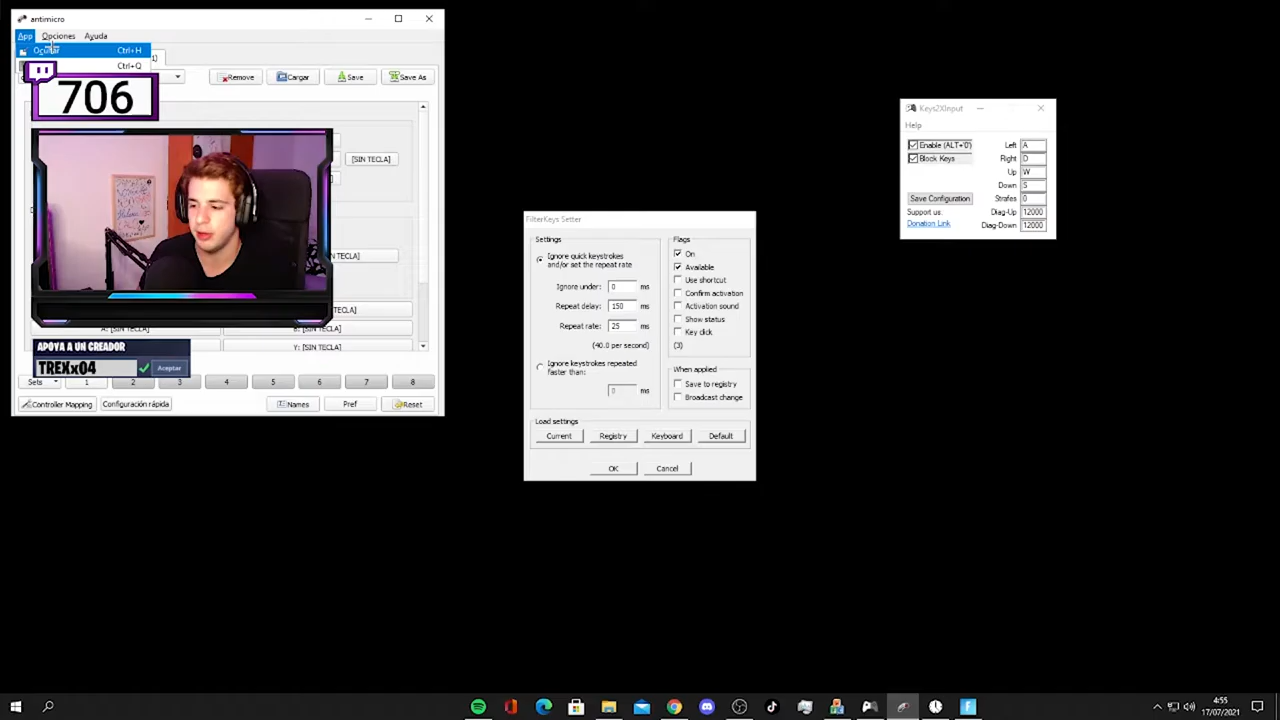 antimicro
App Opciones Ayuda
Ocultar Ctrl+H
Ctrl+Q
1)
Remove Cargar Save Save As
706
[SIN TECLA]
]
IN TECLA]
TECLA]
A: [SIN TECLA] B: [SIN TECLA]
Y: [SIN TECLA]
APOYA A UN CREADOR
TREXx04 Aceptar
Sets 1 2 3 4 5 6 7 8
Controller Mapping Configuración rápida Names Pref Reset
FilterKeys Setter
Settings
Ignore quick keystrokes
and/or set the repeat rate
Ignore under: 0 ms
Repeat delay: 150 ms
Repeat rate: 25 ms
(40.0 per second)
Ignore keystrokes repeated
faster than:
0 ms
Flags
On
Available
Use shortcut
Confirm activation
Activation sound
Show status
Key click
(3)
When applied
Save to registry
Broadcast change
Load settings
Current Registry Keyboard Default
OK Cancel
Keys2XInput
Help
Enable (ALT+'0') Left A
Block Keys Right D
Up W
Down S
Save Configuration Strafes 0
Support us: Diag-Up 12000
Donation Link Diag-Down 12000
4:55
17/07/2021